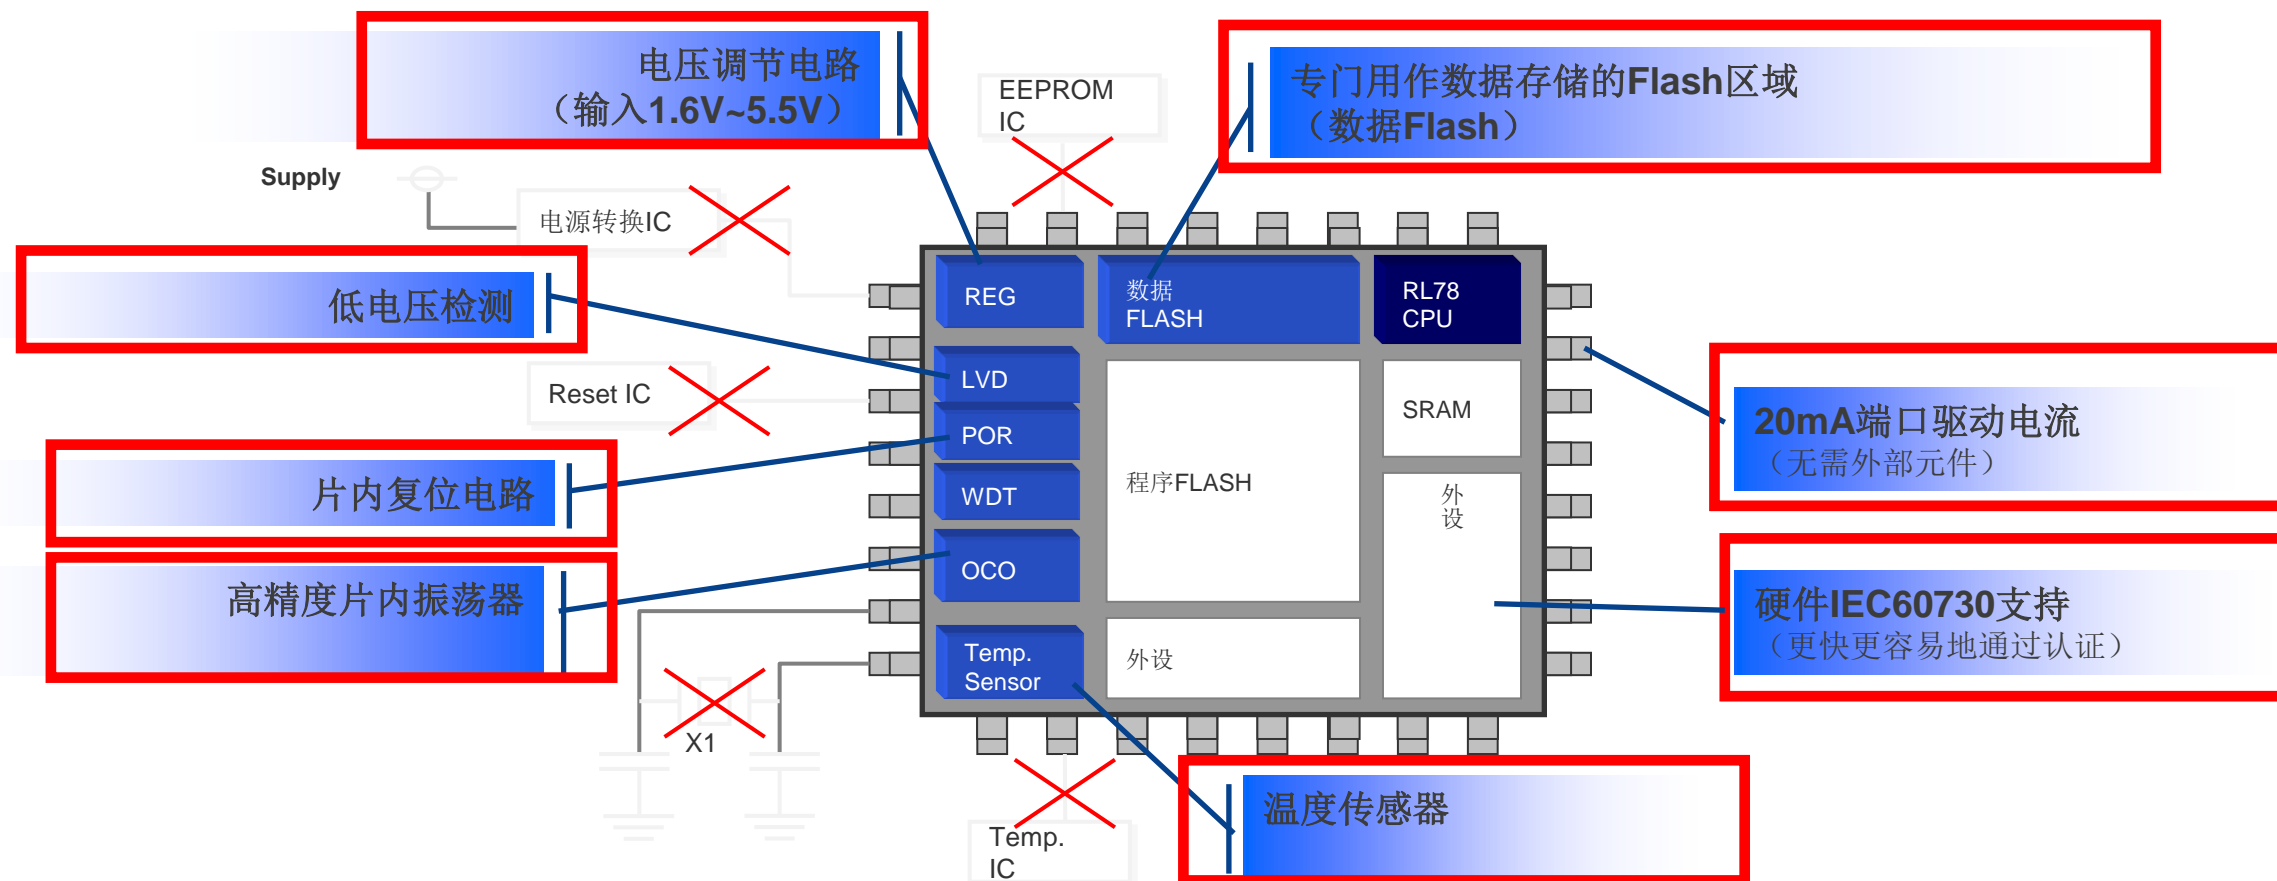 电压调节电路
（输入1.6V~5.5V）
EEPROM
IC
专门用作数据存储的Flash区域
（数据Flash）
Supply
电源转换IC
低电压检测
REG
数据
FLASH
RL78
CPU
Reset IC
LVD
SRAM
20mA端口驱动电流
（无需外部元件）
POR
片内复位电路
WDT
程序FLASH
外
设
OCO
高精度片内振荡器
硬件IEC60730支持
（更快更容易地通过认证）
Temp.
Sensor
外设
X1
温度传感器
Temp.
IC